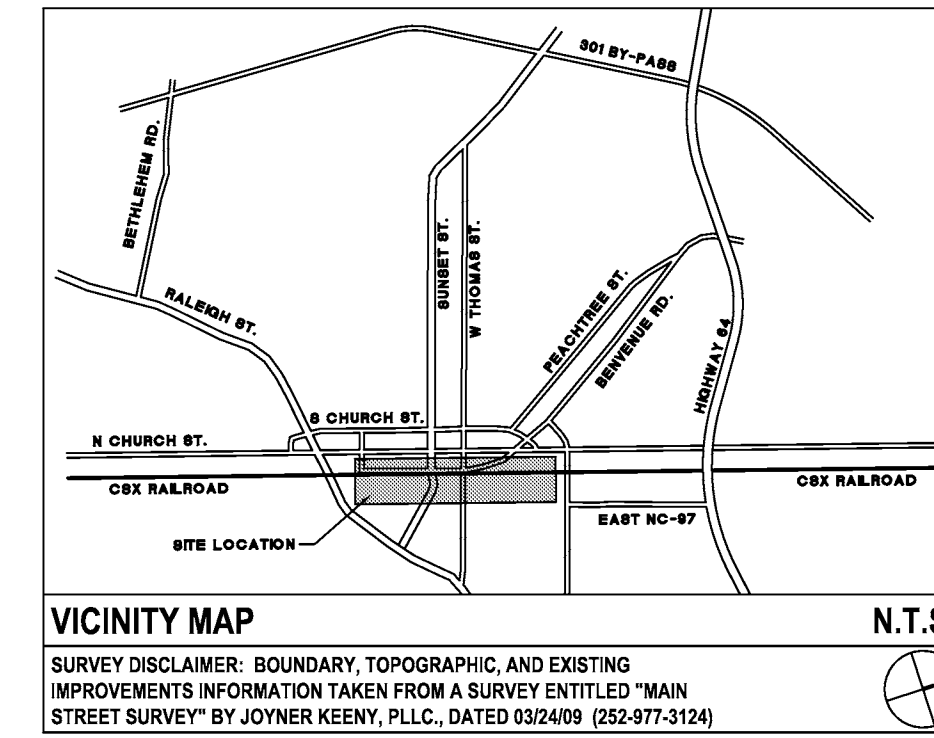 301 BY-PASS
BETHLEHEM RD.
SUNSET ST.
W THOMAS ST.
RALEIGH ST.
PEACHTREE ST.
BENVENUE RD.
HIGHWAY 64
S CHURCH ST.
N CHURCH ST.
CSX RAILROAD
CSX RAILROAD
EAST NC-97
SITE LOCATION
VICINITY MAP
N.T.S
SURVEY DISCLAIMER: BOUNDARY, TOPOGRAPHIC, AND EXISTING
IMPROVEMENTS INFORMATION TAKEN FROM A SURVEY ENTITLED "MAIN
STREET SURVEY" BY JOYNER KEENY, PLLC., DATED 03/24/09 (252-977-3124)